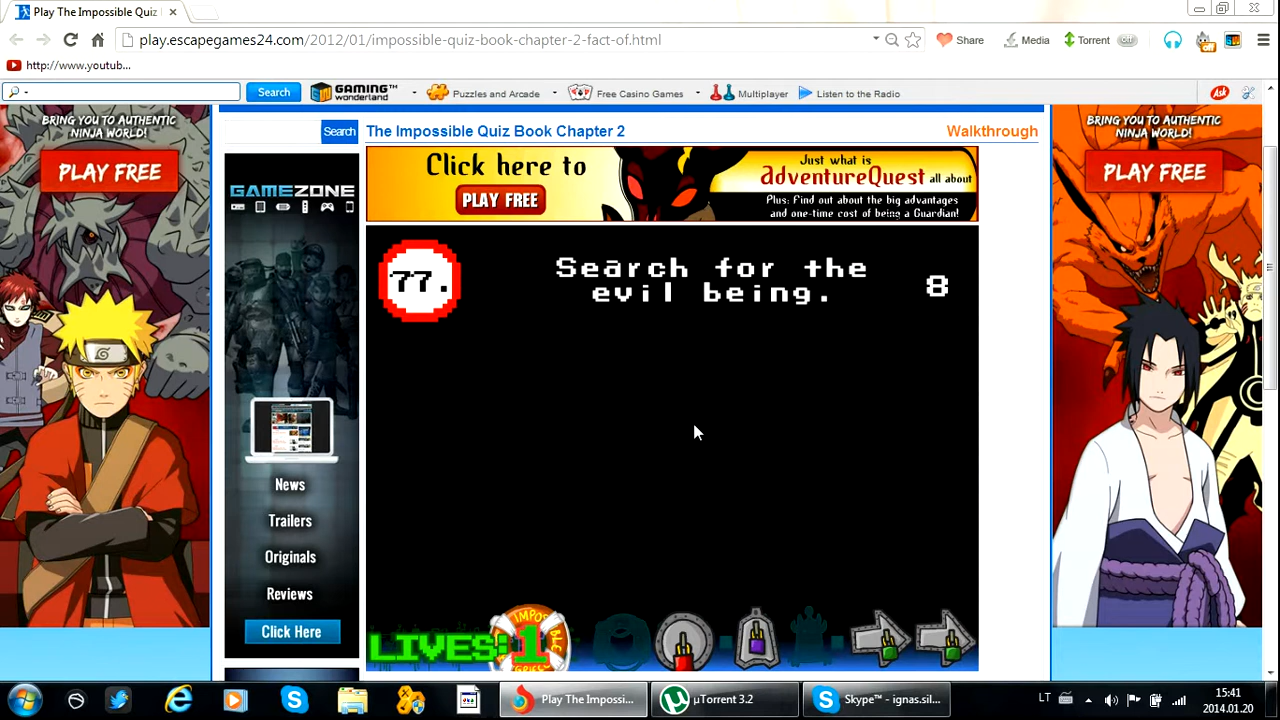 Play The Impossible Quiz
play.escapegames24.com/2012/01/impossible-quiz-book-chapter-2-fact-of.html
Share
Media
Torrent
off
off
http://www.youtub...
Search
GAMING™
wonderland
Puzzles and Arcade
Free Casino Games
Multiplayer
Listen to the Radio
Ask
BRING YOU TO AUTHENTIC
NINJA WORLD!
PLAY FREE
Search
The Impossible Quiz Book Chapter 2
Walkthrough
BRING YOU TO AUTHENTIC
NINJA WORLD!
PLAY FREE
Click here to
PLAY FREE
Just what is
AdventureQuest all about
Plus: Find out about the big advantages
and one-time cost of being a Guardian!
GAMEZONE
News
Trailers
Originals
Reviews
Click Here
77.
Search for the
evil being.
8
LIVES: 1
IMPOSSIBLE
Play The Impossi...
µTorrent 3.2
Skype™ - ignas.sil...
LT
15:41
2014.01.20